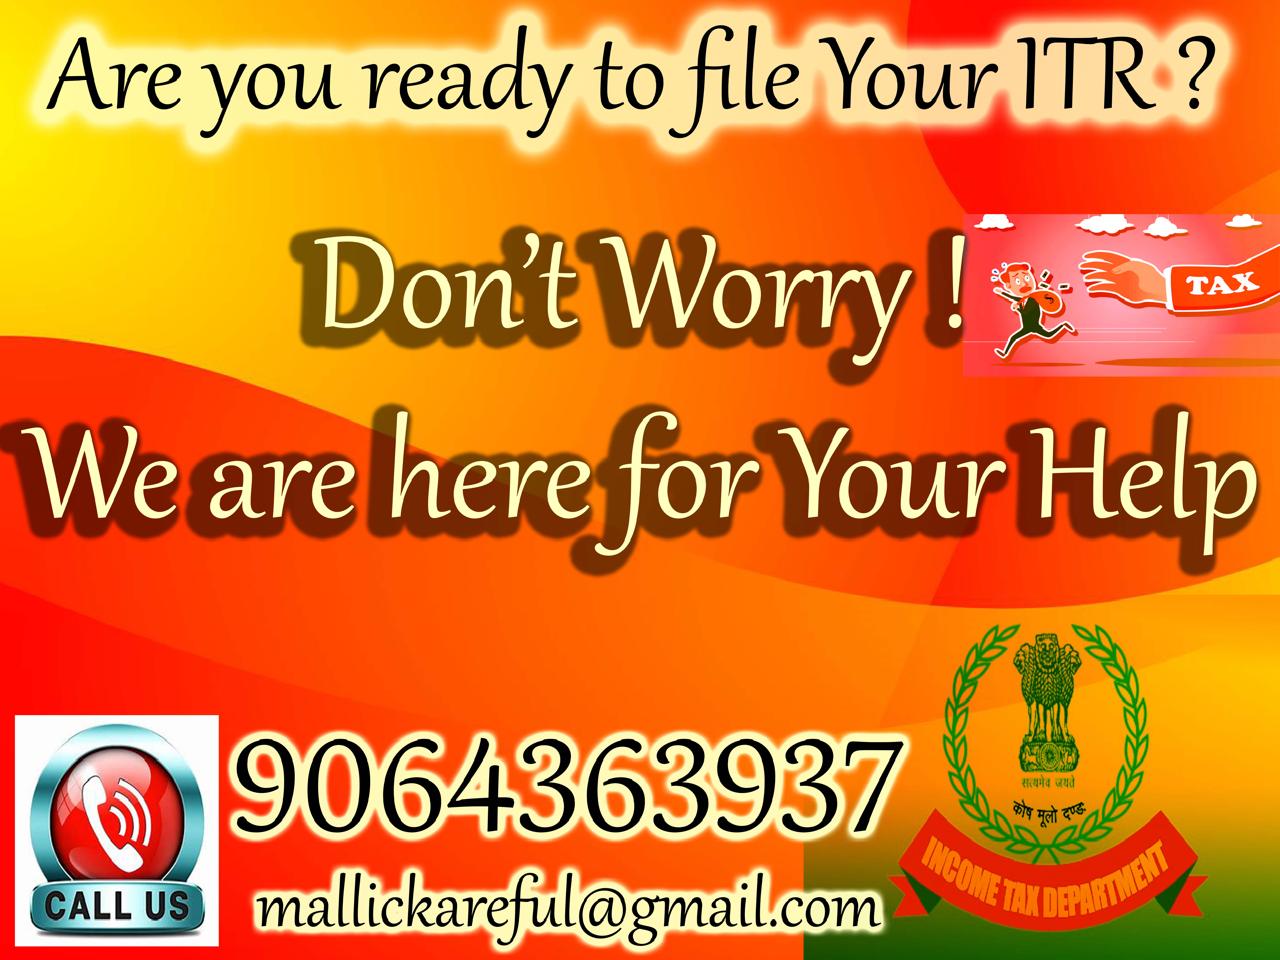 Are you ready to file Your ITR ?
Don't Worry !
TAX
We are here for Your Help
सत्यमेव जयते
कोष मूलो दण्डः
INCOME TAX DEPARTMENT
CALL US
9064363937
mallickareful@gmail.com